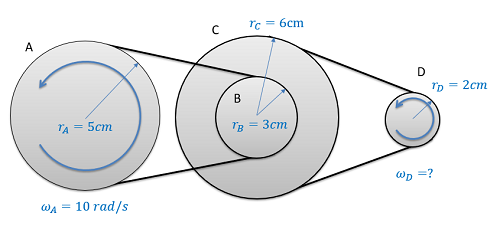 A
C
r_C = 6cm
D
r_D = 2cm
B
r_A = 5cm
r_B = 3cm
ω_A = 10 rad/s
ω_D =?